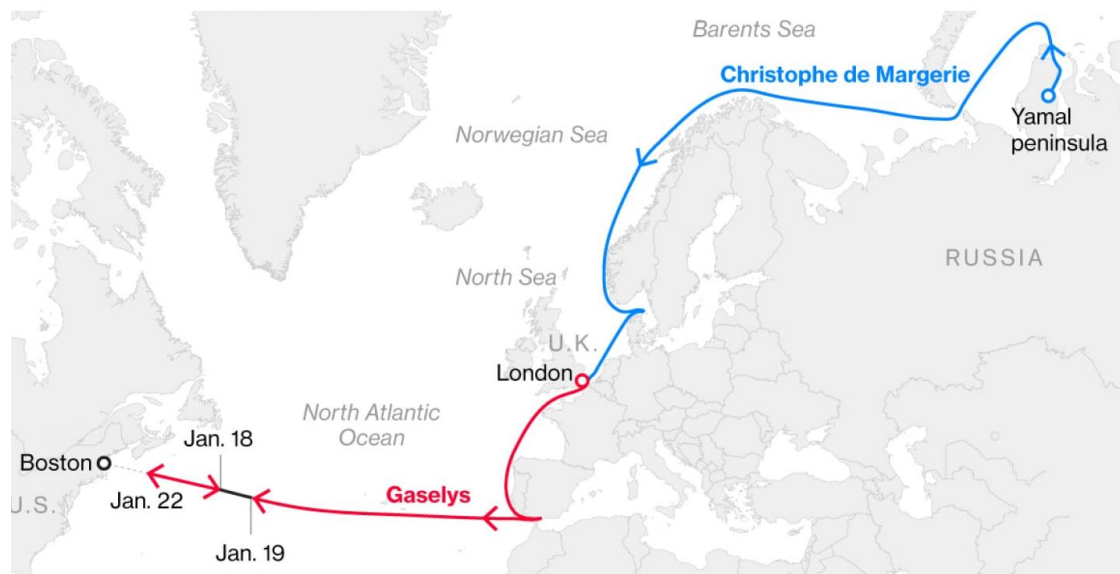 Barents Sea
Christophe de Margerie
Yamal
peninsula
Norwegian Sea
RUSSIA
North Sea
U.K.
London
North Atlantic
Ocean
Jan. 18
Boston
Gaselys
Jan. 22
U.S.
Jan. 19